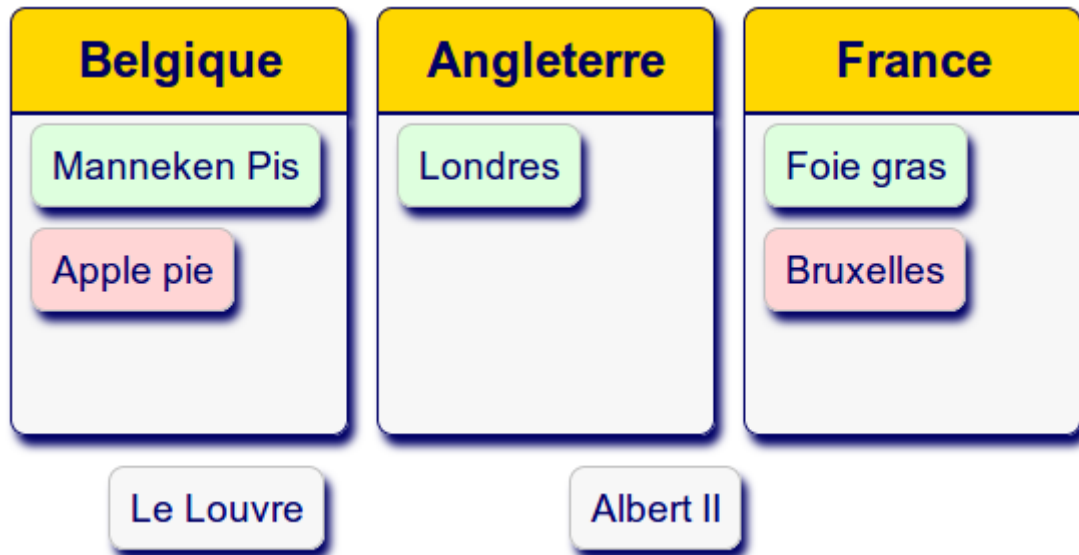 Belgique
Angleterre
France
Manneken Pis
Londres
Foie gras
Apple pie
Bruxelles
Le Louvre
Albert II